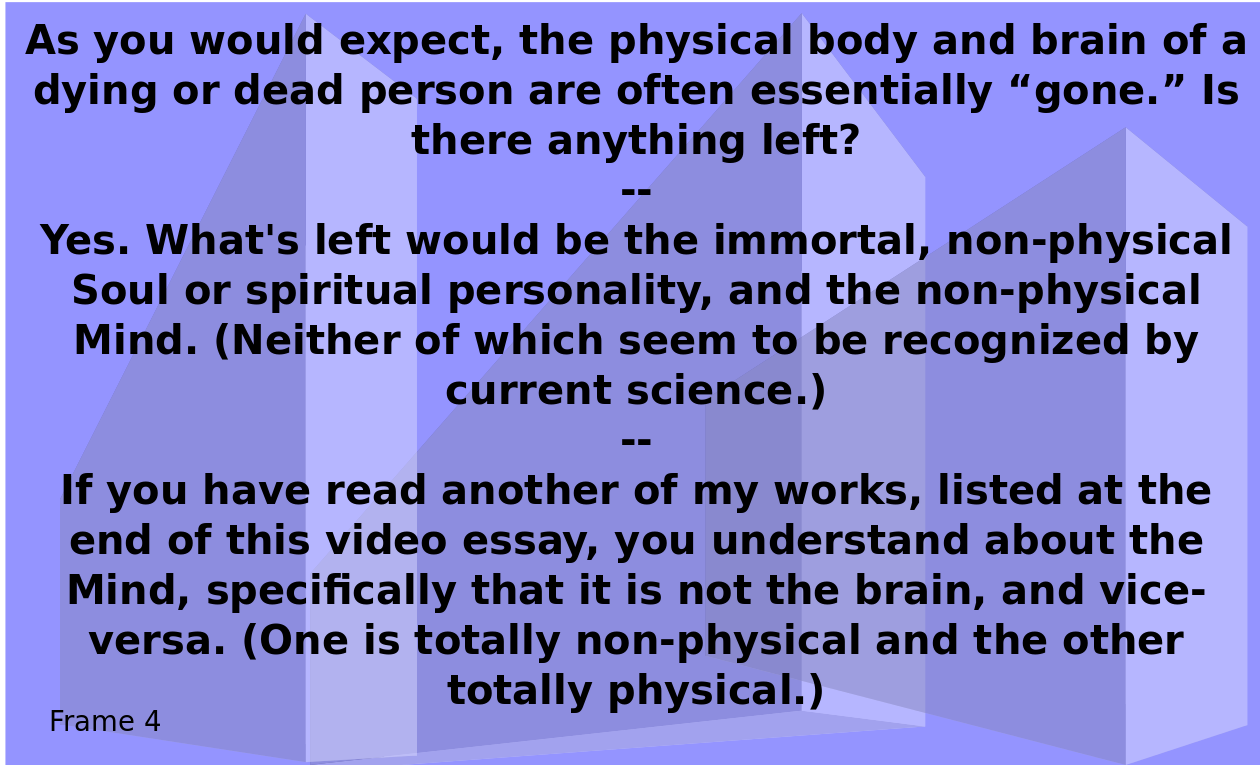 As you would expect, the physical body and brain of a
dying or dead person are often essentially “gone.” Is
there anything left?
--
Yes. What's left would be the immortal, non-physical
Soul or spiritual personality, and the non-physical
Mind. (Neither of which seem to be recognized by
current science.)
--
If you have read another of my works, listed at the
end of this video essay, you understand about the
Mind, specifically that it is not the brain, and vice-
versa. (One is totally non-physical and the other
totally physical.)
Frame 4